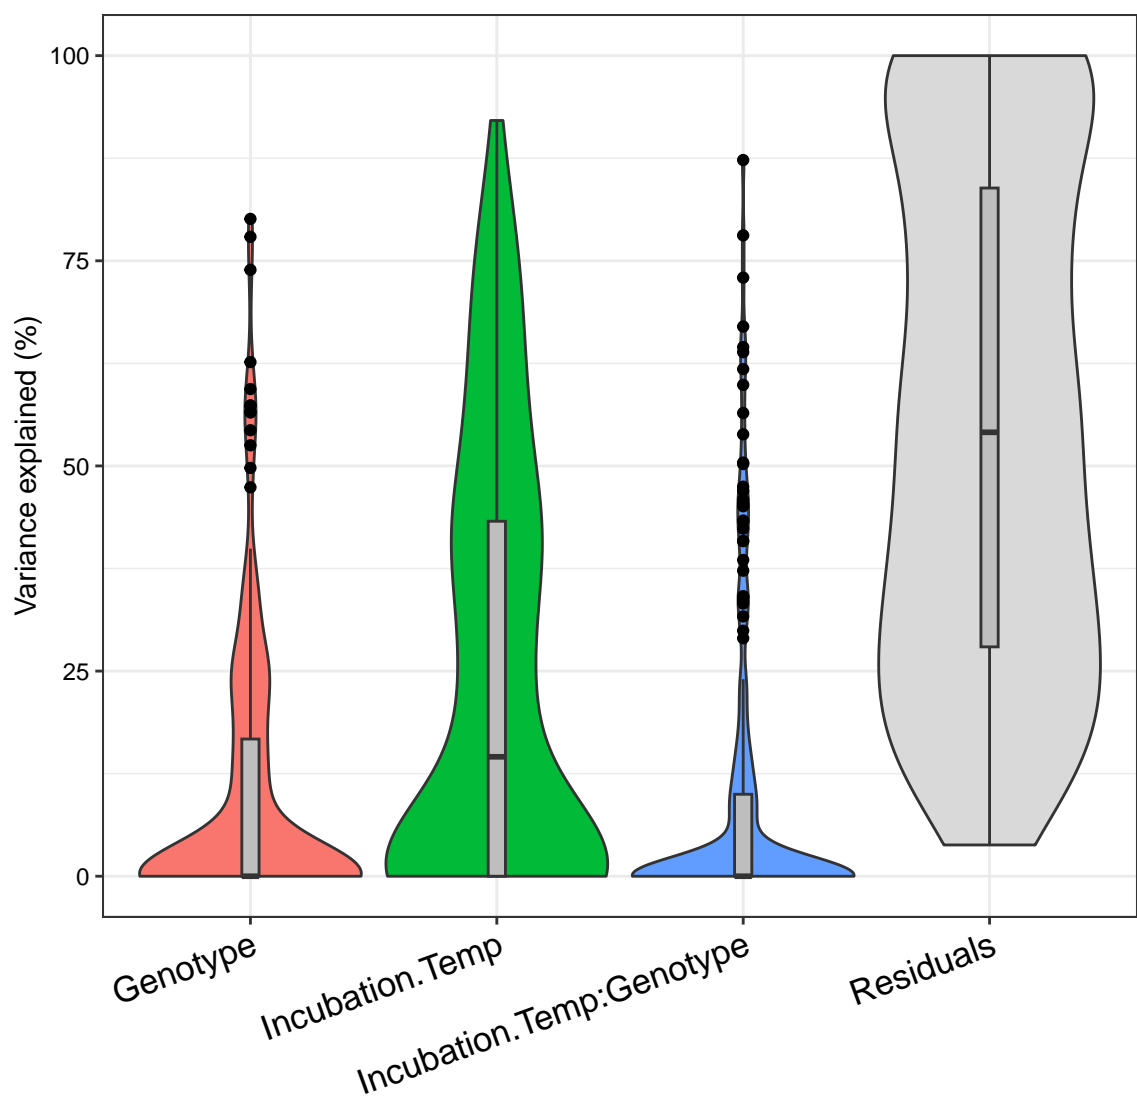 Variance explained (%)
100
75
50
25
0
Genotype
Incubation.Temp
Incubation.Temp:Genotype
Residuals